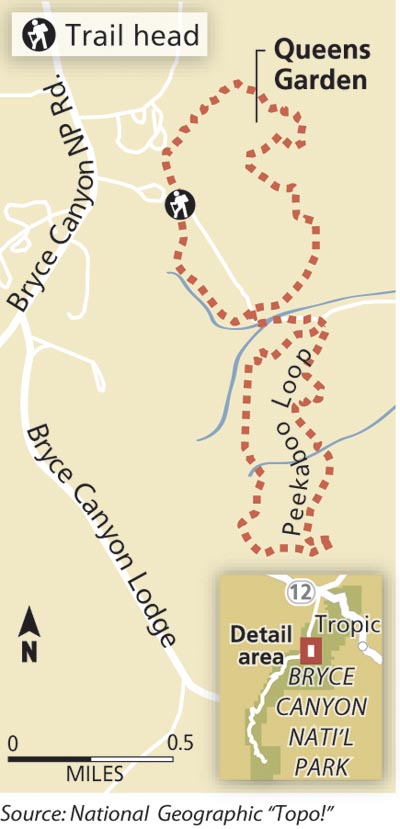 Trail head
Queens
Garden
Bryce Canyon NP Rd.
Bryce Canyon Lodge
Peekaboo Loop
N
0 0.5
MILES
12
Tropic
Detail
area
BRYCE
CANYON
NATI'L
PARK
Source: National Geographic "Topo!"